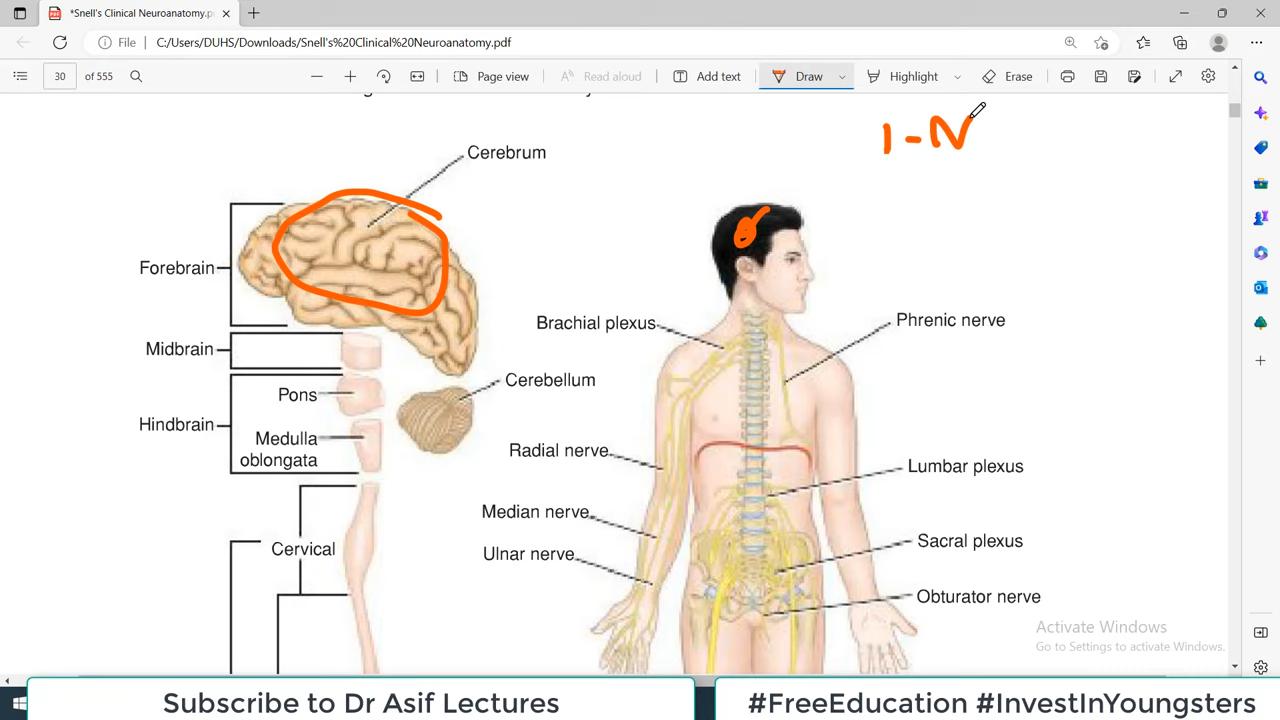 *Snell's Clinical Neuroanatomy.p
File
C:/Users/DUHS/Downloads/Snell's%20Clinical%20Neuroanatomy.pdf
30 of 555
Page view
Read aloud
Add text
Draw
Highlight
Erase
1-N
Cerebrum
Forebrain
Midbrain
Pons
Hindbrain
Medulla
oblongata
Cerebellum
Cervical
Brachial plexus
Phrenic nerve
Radial nerve
Lumbar plexus
Median nerve
Sacral plexus
Ulnar nerve
Obturator nerve
Activate Windows
Go to Settings to activate Windows.
Subscribe to Dr Asif Lectures
#FreeEducation #InvestInYoungsters